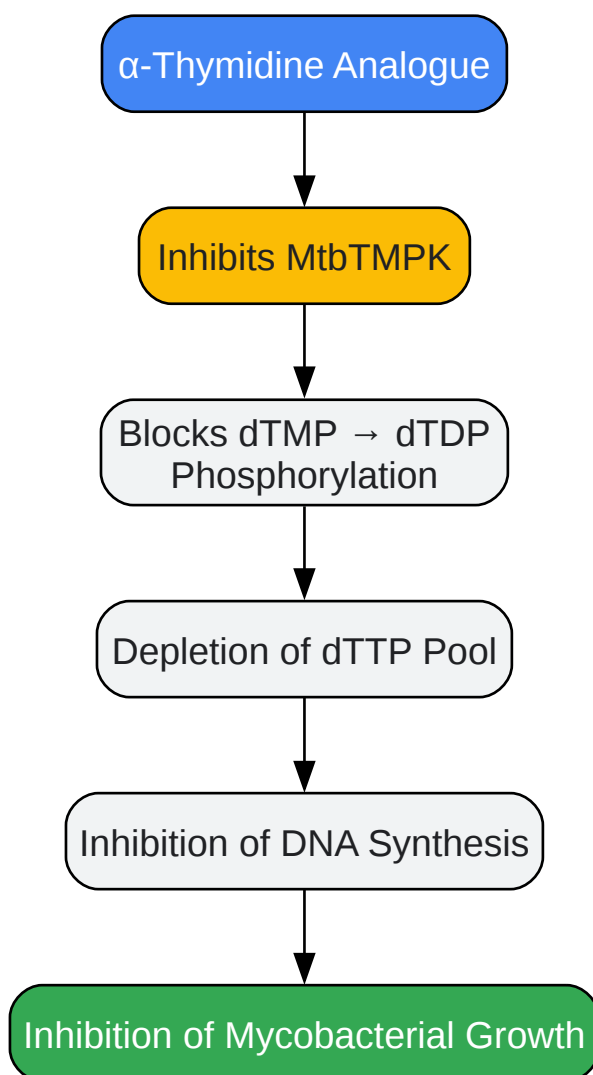 α-Thymidine Analogue
Inhibits MtbTMPK
Blocks dTMP → dTDP
Phosphorylation
Depletion of dTTP Pool
Inhibition of DNA Synthesis
Inhibition of Mycobacterial Growth